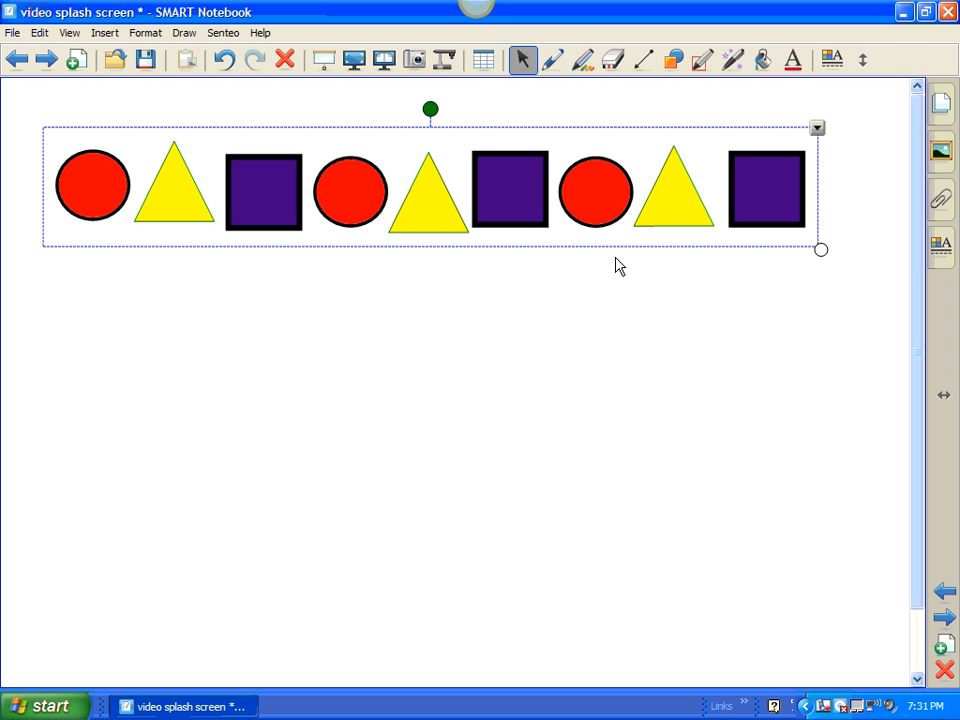 video splash screen * - SMART Notebook
File Edit View Insert Format Draw Senteo Help
start
video splash screen *...
Links
7:31 PM